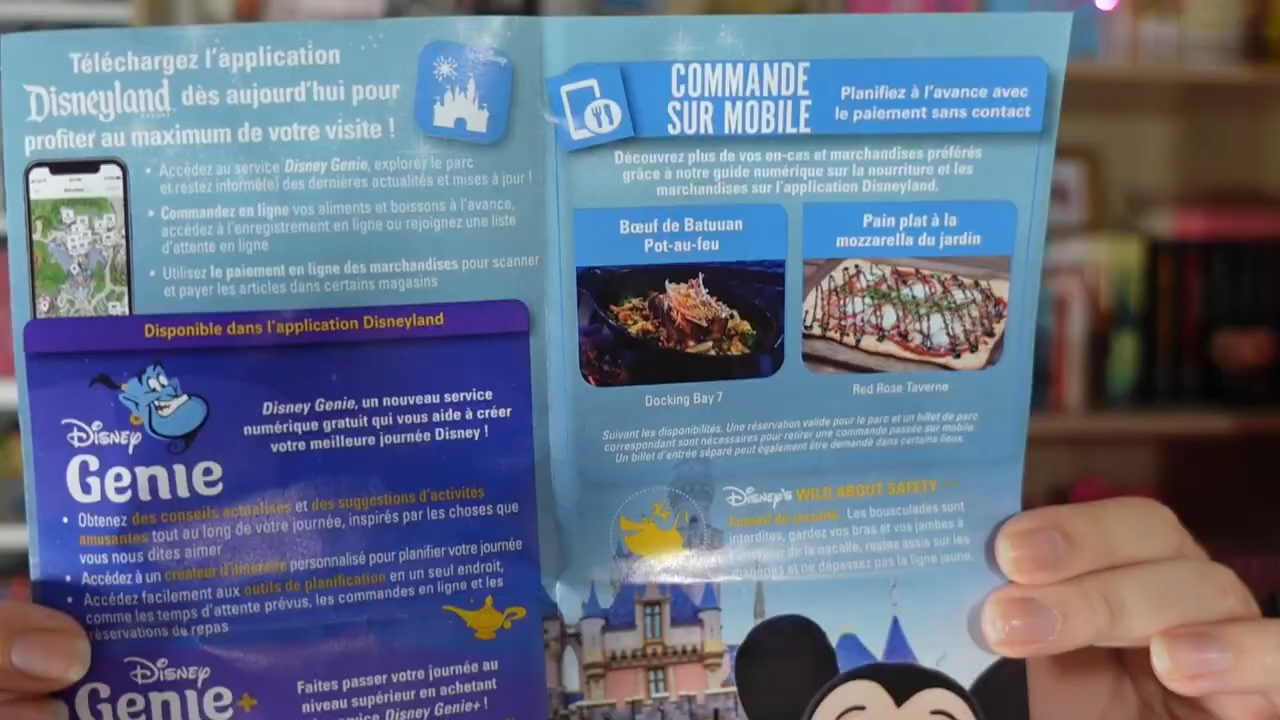 Téléchargez l'application
Disneyland dès aujourd'hui pour
profiter au maximum de votre visite !
Disney
• Accédez au service Disney Genie, explorez le parc
et restez informé(e) des dernières actualités et mises à jour !
• Commandez en ligne vos aliments et boissons à l'avance,
accédez à l'enregistrement en ligne ou rejoignez une liste
d'attente en ligne
• Utilisez le paiement en ligne des marchandises pour scanner
et payer les articles dans certains magasins
Disponible dans l'application Disneyland
Disney
Genie
Disney Genie, un nouveau service
numérique gratuit qui vous aide à créer
votre meilleure journée Disney !
• Obtenez des conseils actualisés et des suggestions d'activités
amusantes tout au long de votre journée, inspirés par les choses que
vous nous dites aimer
• Accédez à un créateur d'itinéraire personnalisé pour planifier votre journée
• Accédez facilement aux outils de planification en un seul endroit,
comme les temps d'attente prévus, les commandes en ligne et les
réservations de repas
Disney
Genie+
Faites passer votre journée au
niveau supérieur en achetant
service Disney Genie+ !
COMMANDE
SUR MOBILE
Planifiez à l'avance avec
le paiement sans contact
Découvrez plus de vos en-cas et marchandises préférés
grâce à notre guide numérique sur la nourriture et les
marchandises sur l'application Disneyland.
Bœuf de Batuuan
Pot-au-feu
Docking Bay 7
Pain plat à la
mozzarella du jardin
Red Rose Taverne
Suivant les disponibilités. Une réservation valide pour le parc et un billet de parc
correspondant sont nécessaires pour retirer une commande passée sur mobile.
Un billet d'entrée séparé peut également être demandé dans certains lieux.
Disney's WILD ABOUT SAFETY
Conseil de sécurité Les bousculades sont
interdites, gardez vos bras et vos jambes à
l'intérieur de la nacelle, restez assis sur les
manèges et ne dépassez pas la ligne jaune.